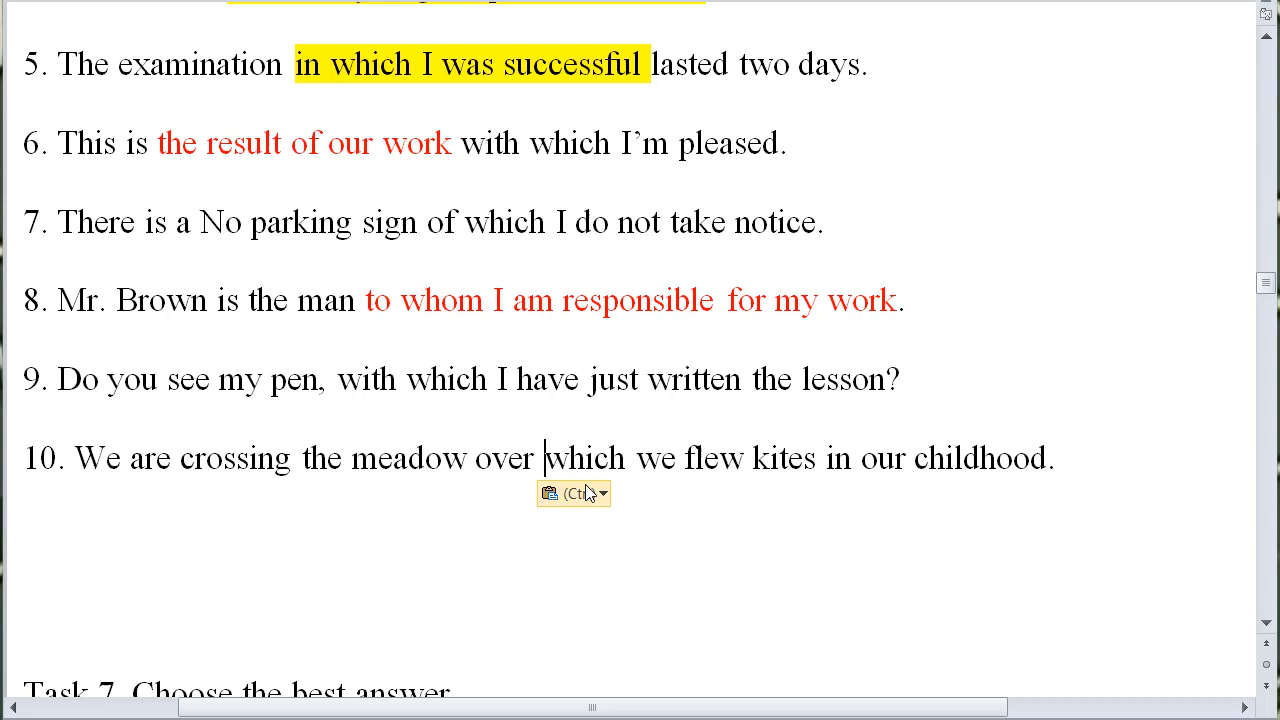 5. The examination in which I was successful lasted two days.
6. This is the result of our work with which I’m pleased.
7. There is a No parking sign of which I do not take notice.
8. Mr. Brown is the man to whom I am responsible for my work.
9. Do you see my pen, with which I have just written the lesson?
10. We are crossing the meadow over which we flew kites in our childhood.
Task 7. Choose the best answer